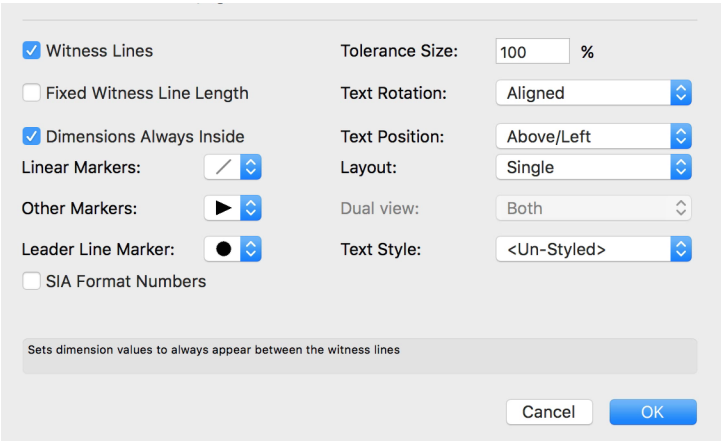 Witness Lines
Tolerance Size: 100 %
Fixed Witness Line Length
Text Rotation: Aligned
Dimensions Always Inside
Text Position: Above/Left
Linear Markers:
Layout: Single
Other Markers:
Dual view: Both
Leader Line Marker:
Text Style: <Un-Styled>
SIA Format Numbers
Sets dimension values to always appear between the witness lines
Cancel OK